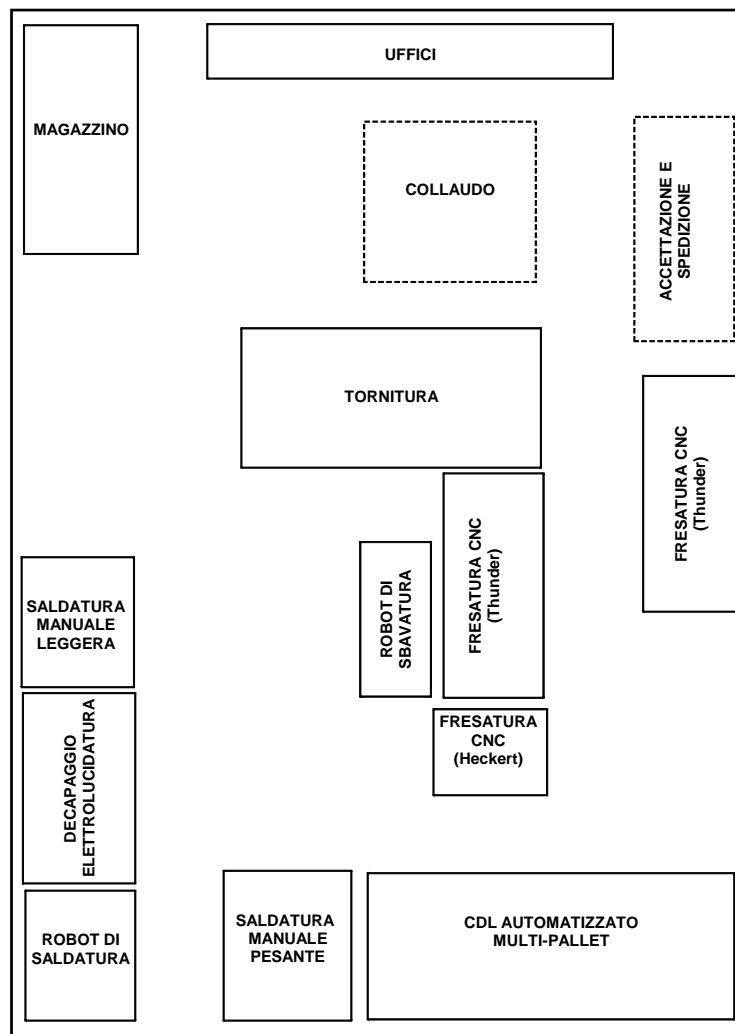 UFFICI
MAGAZZINO
COLLAUDO
ACCETTAZIONE E
SPEDIZIONE
TORNITURA
FRESATURA CNC
(Thunder)
FRESATURA CNC
(Thunder)
ROBOT DI
SBAVATURA
SALDATURA
MANUALE
LEGGERA
FRESATURA
CNC
(Heckert)
DECAPAGGIO
ELETTROLUCIDATURA
ROBOT DI
SALDATURA
SALDATURA
MANUALE
PESANTE
CDL AUTOMATIZZATO
MULTI-PALLET